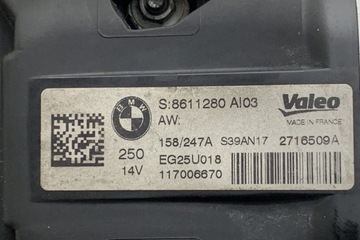 BMW
S:8611280 AI03
Valeo
AW:
MADE IN FRANCE
158/247A S39AN17 2716509A
250
EG25U018
14V
117006670